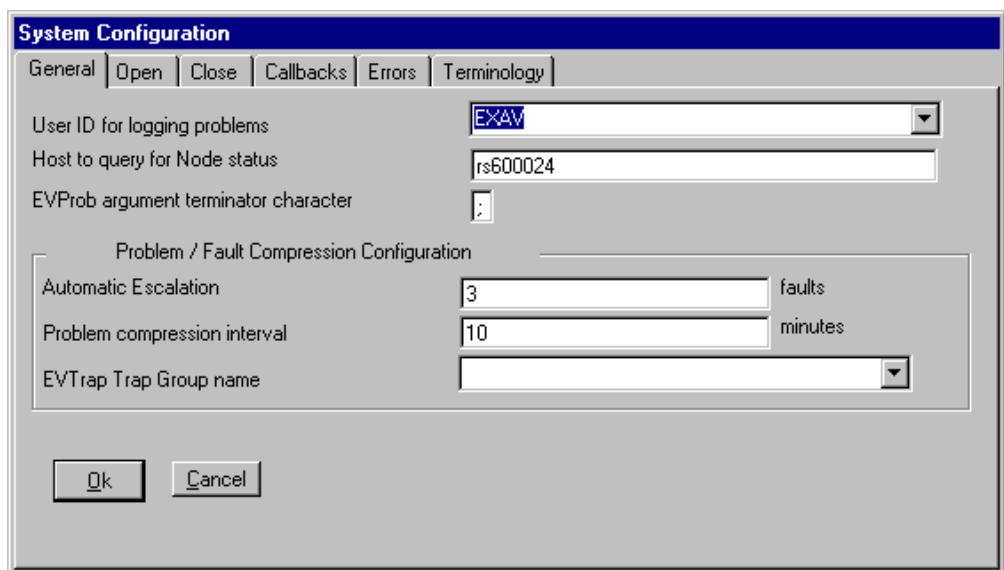 System Configuration
General Open Close Callbacks Errors Terminology
User ID for logging problems EXAV
Host to query for Node status rs600024
EVProb argument terminator character ;
Problem / Fault Compression Configuration
Automatic Escalation 3 faults
Problem compression interval 10 minutes
EVTrap Trap Group name
Ok Cancel